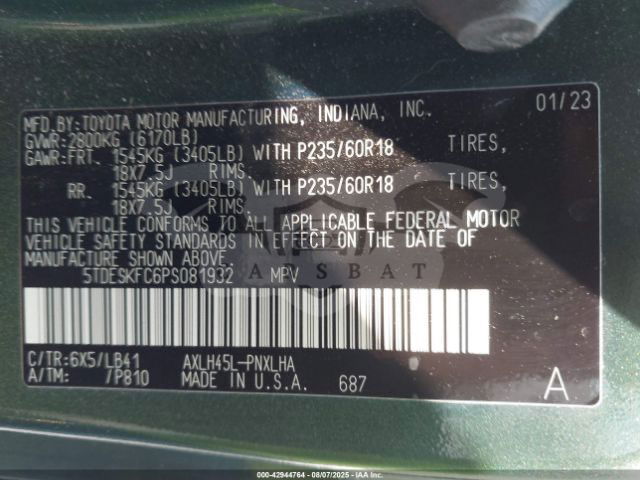 MFD.BY:TOYOTA MOTOR MANUFACTURING, INDIANA, INC. 01/23
GVWR:2800KG (6170LB)
GAWR:FRT. 1545KG (3405LB) WITH P235/60R18 TIRES,
18X7.5J RIMS,
RR. 1545KG (3405LB) WITH P235/60R18 TIRES,
18X7.5J RIMS,
THIS VEHICLE CONFORMS TO ALL APPLICABLE FEDERAL MOTOR
VEHICLE SAFETY STANDARDS IN EFFECT ON THE DATE OF
MANUFACTURE SHOWN ABOVE.
5TDESKFC6PS081932 MPV
C/TR:6X5/LB41 AXLH45L-PNXLHA
A/TM: /P810 MADE IN U.S.A. 687 A
000-42944764 - 08/07/2025 - IAAI.COM